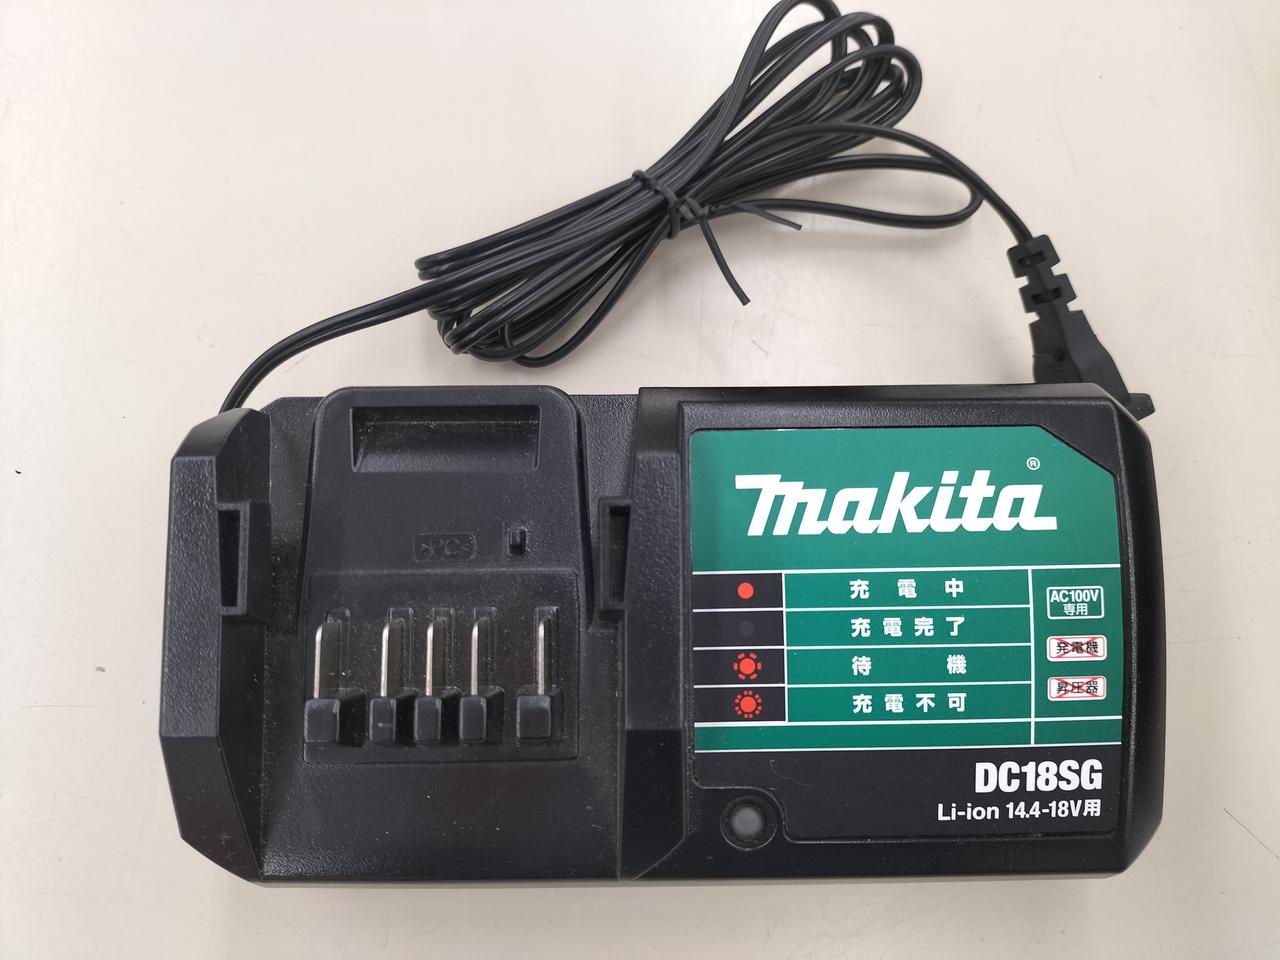 makita®
充電中
充電完了
待機
充電不可
AC100V
専用
発電機
昇圧器
DC18SG
Li-ion 14.4-18V用
>PC<